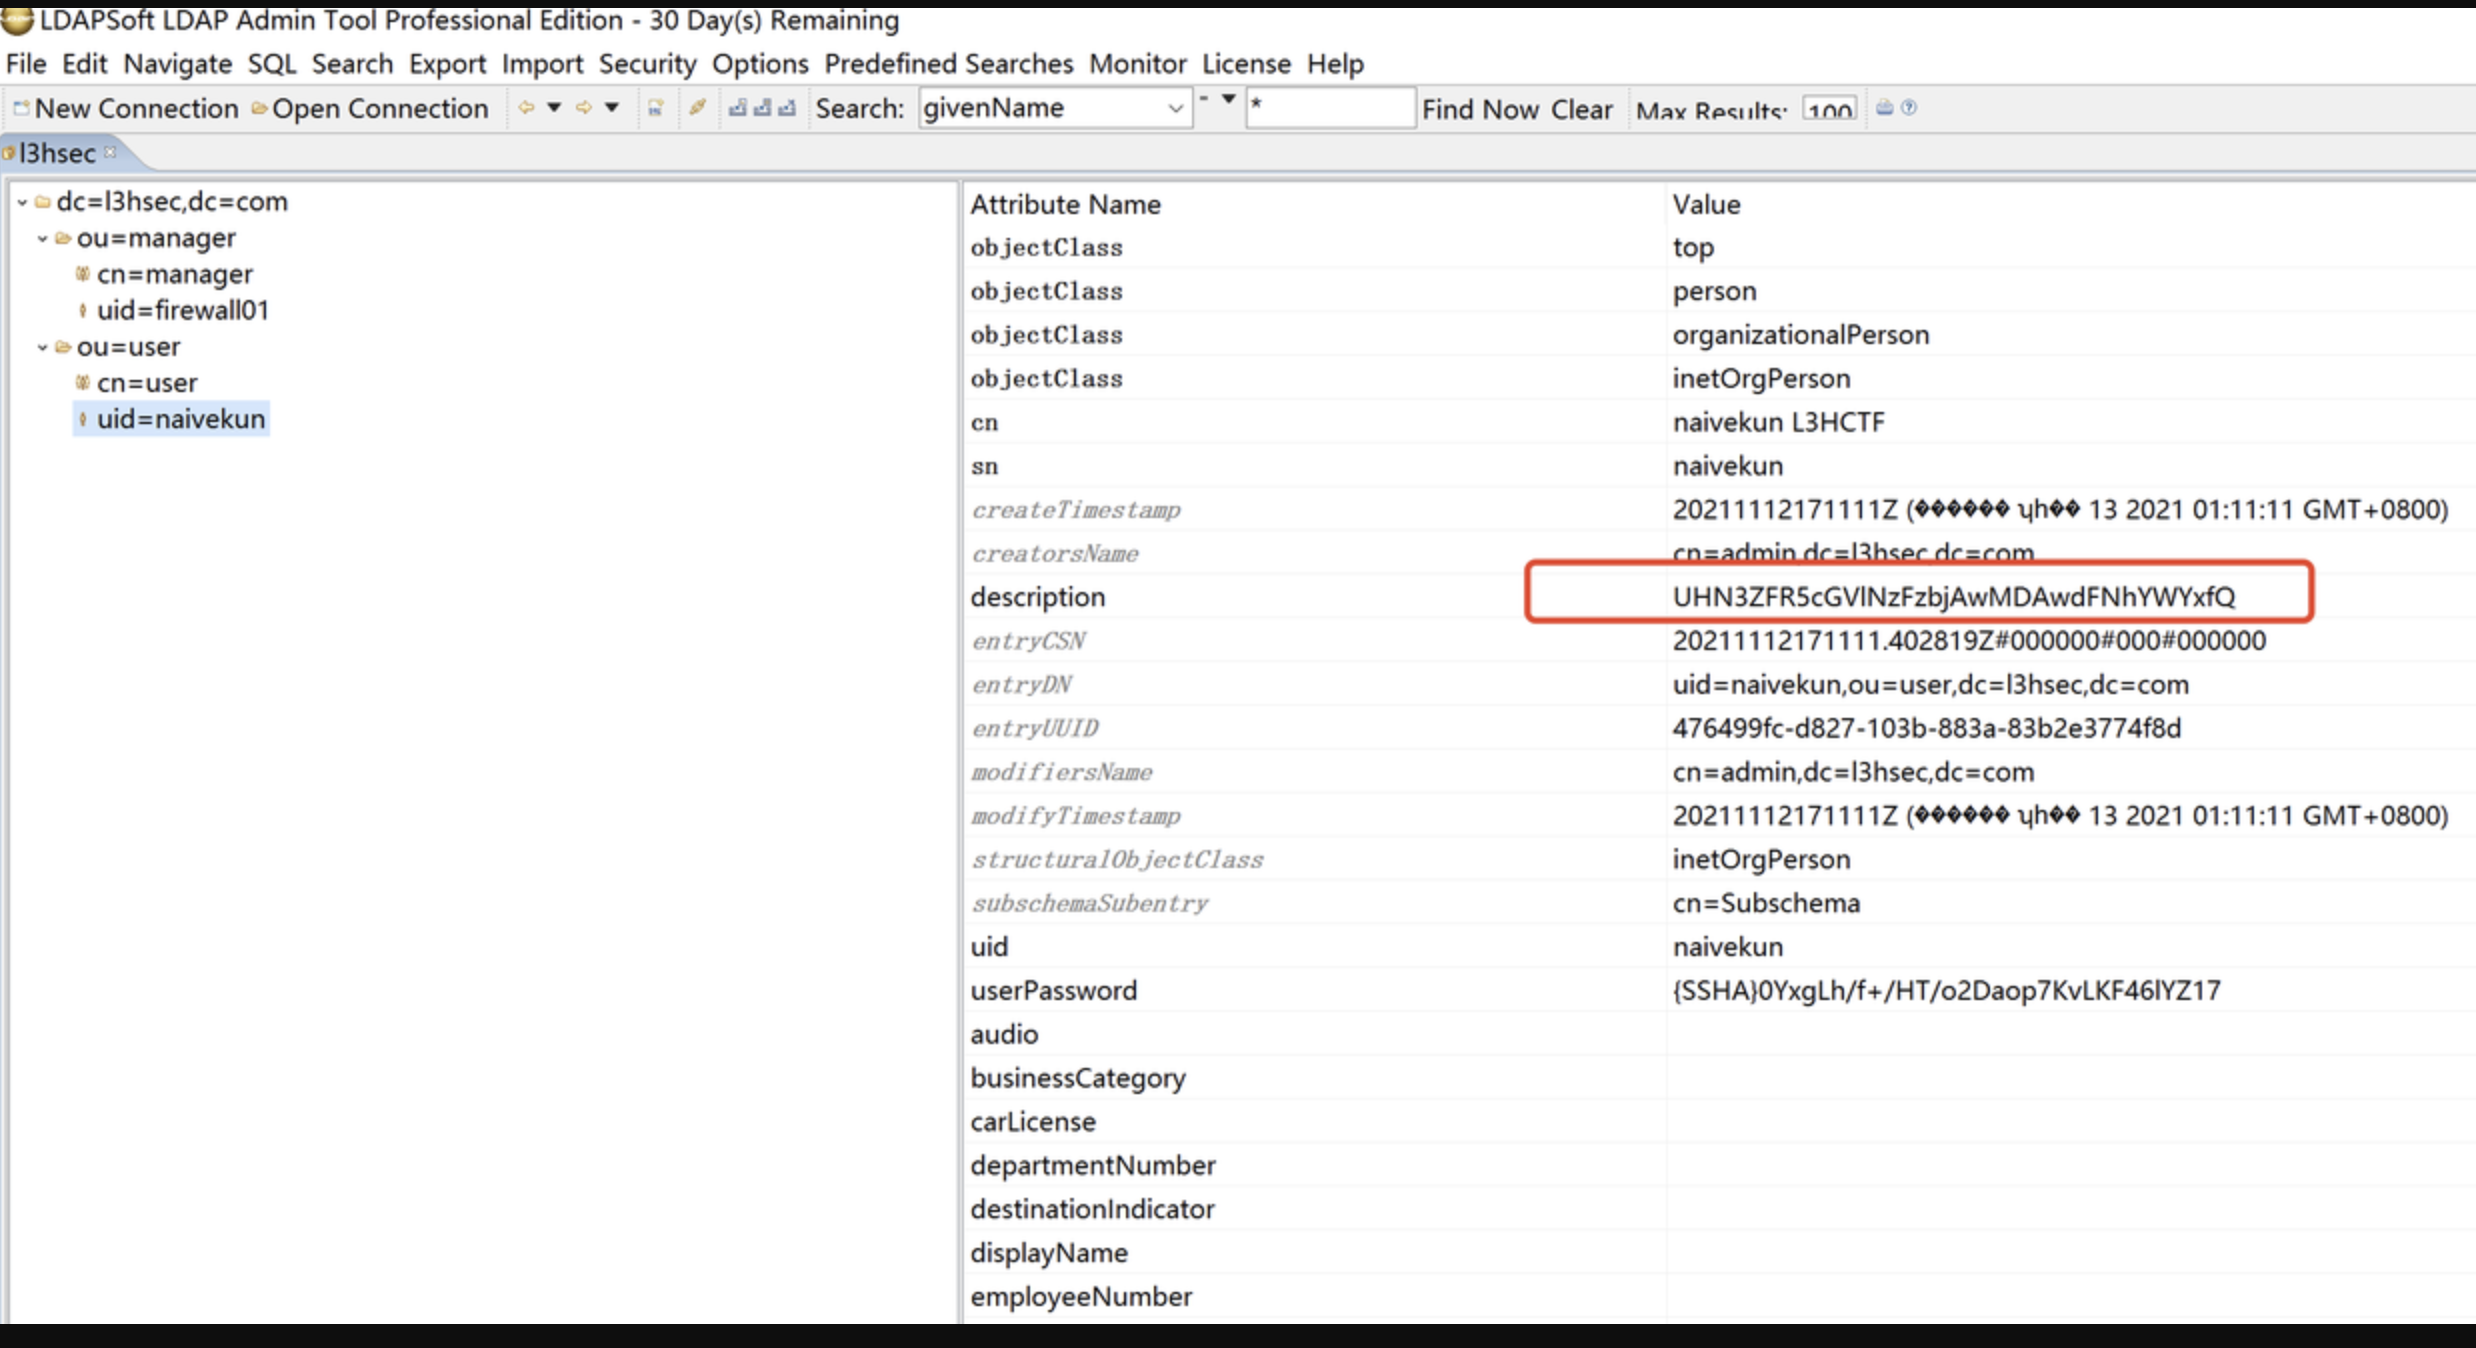 LDAPSoft LDAP Admin Tool Professional Edition - 30 Day(s) Remaining
File Edit Navigate SQL Search Export Import Security Options Predefined Searches Monitor License Help
New Connection Open Connection Search: givenName * Find Now Clear Max Results: 100
l3hsec
dc=l3hsec,dc=com
ou=manager
cn=manager
uid=firewall01
ou=user
cn=user
uid=naivekun
Attribute Name Value
objectClass top
objectClass person
objectClass organizationalPerson
objectClass inetOrgPerson
cn naivekun L3HCTF
sn naivekun
createTimestamp 20211112171111Z (������ պհ�� 13 2021 01:11:11 GMT+0800)
creatorsName cn=admin,dc=l3hsec,dc=com
description UHN3ZFR5cGVlNzFzbjAwMDAwdFNhYWYxfQ
entryCSN 20211112171111.402819Z#000000#000#000000
entryDN uid=naivekun,ou=user,dc=l3hsec,dc=com
entryUUID 476499fc-d827-103b-883a-83b2e3774f8d
modifiersName cn=admin,dc=l3hsec,dc=com
modifyTimestamp 20211112171111Z (������ պհ�� 13 2021 01:11:11 GMT+0800)
structuralObjectClass inetOrgPerson
subschemaSubentry cn=Subschema
uid naivekun
userPassword {SSHA}0YxgLh/f+/HT/o2Daop7KvLKF46lYZ17
audio
businessCategory
carLicense
departmentNumber
destinationIndicator
displayName
employeeNumber